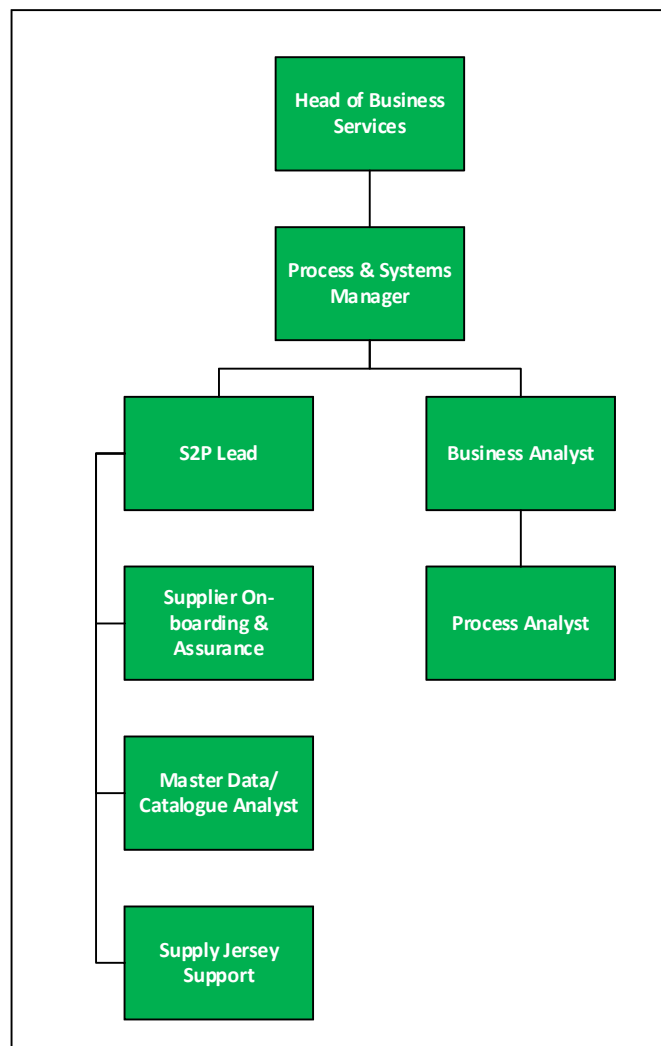 Head of Business
Services
Process & Systems
Manager
S2P Lead
Business Analyst
Supplier On-
boarding &
Assurance
Process Analyst
Master Data/
Catalogue Analyst
Supply Jersey
Support